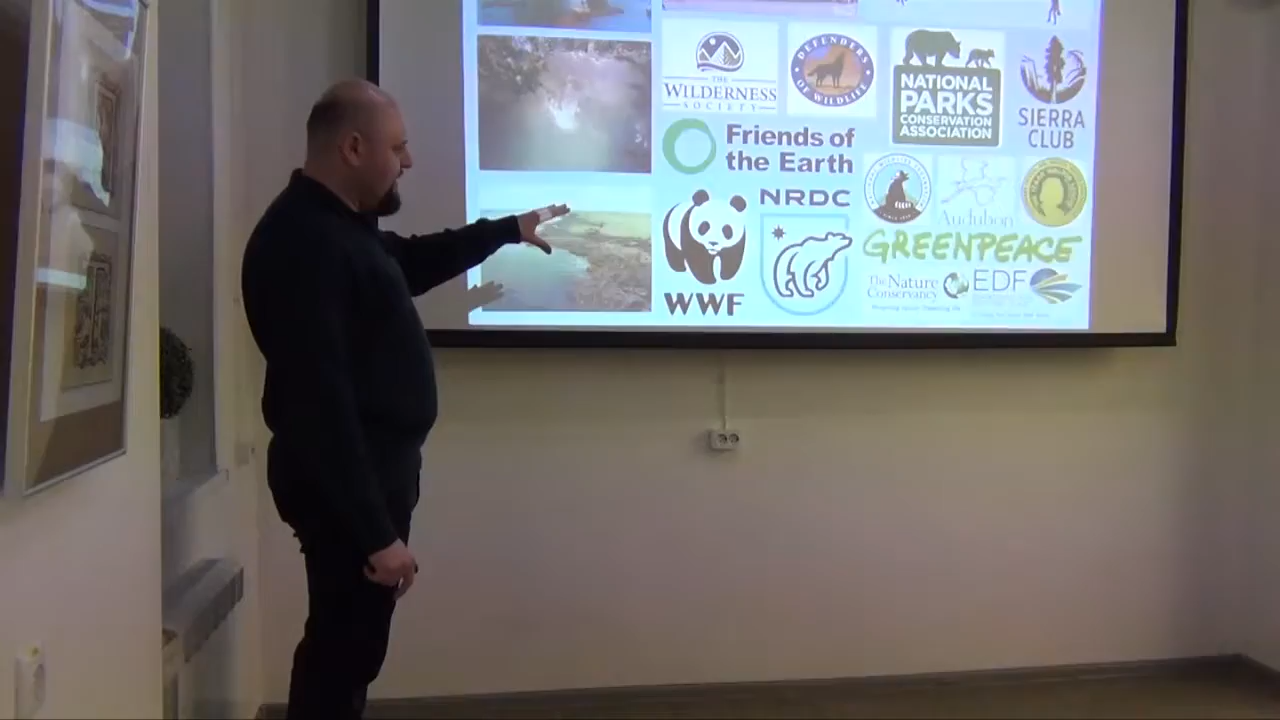 THE
WILDERNESS
SOCIETY
DEFENDERS
OF WILDLIFE
NATIONAL
PARKS
CONSERVATION
ASSOCIATION
SIERRA
CLUB
Friends of
the Earth
NRDC
WWF
Audubon
GREENPEACE
The Nature
Conservancy
EDF